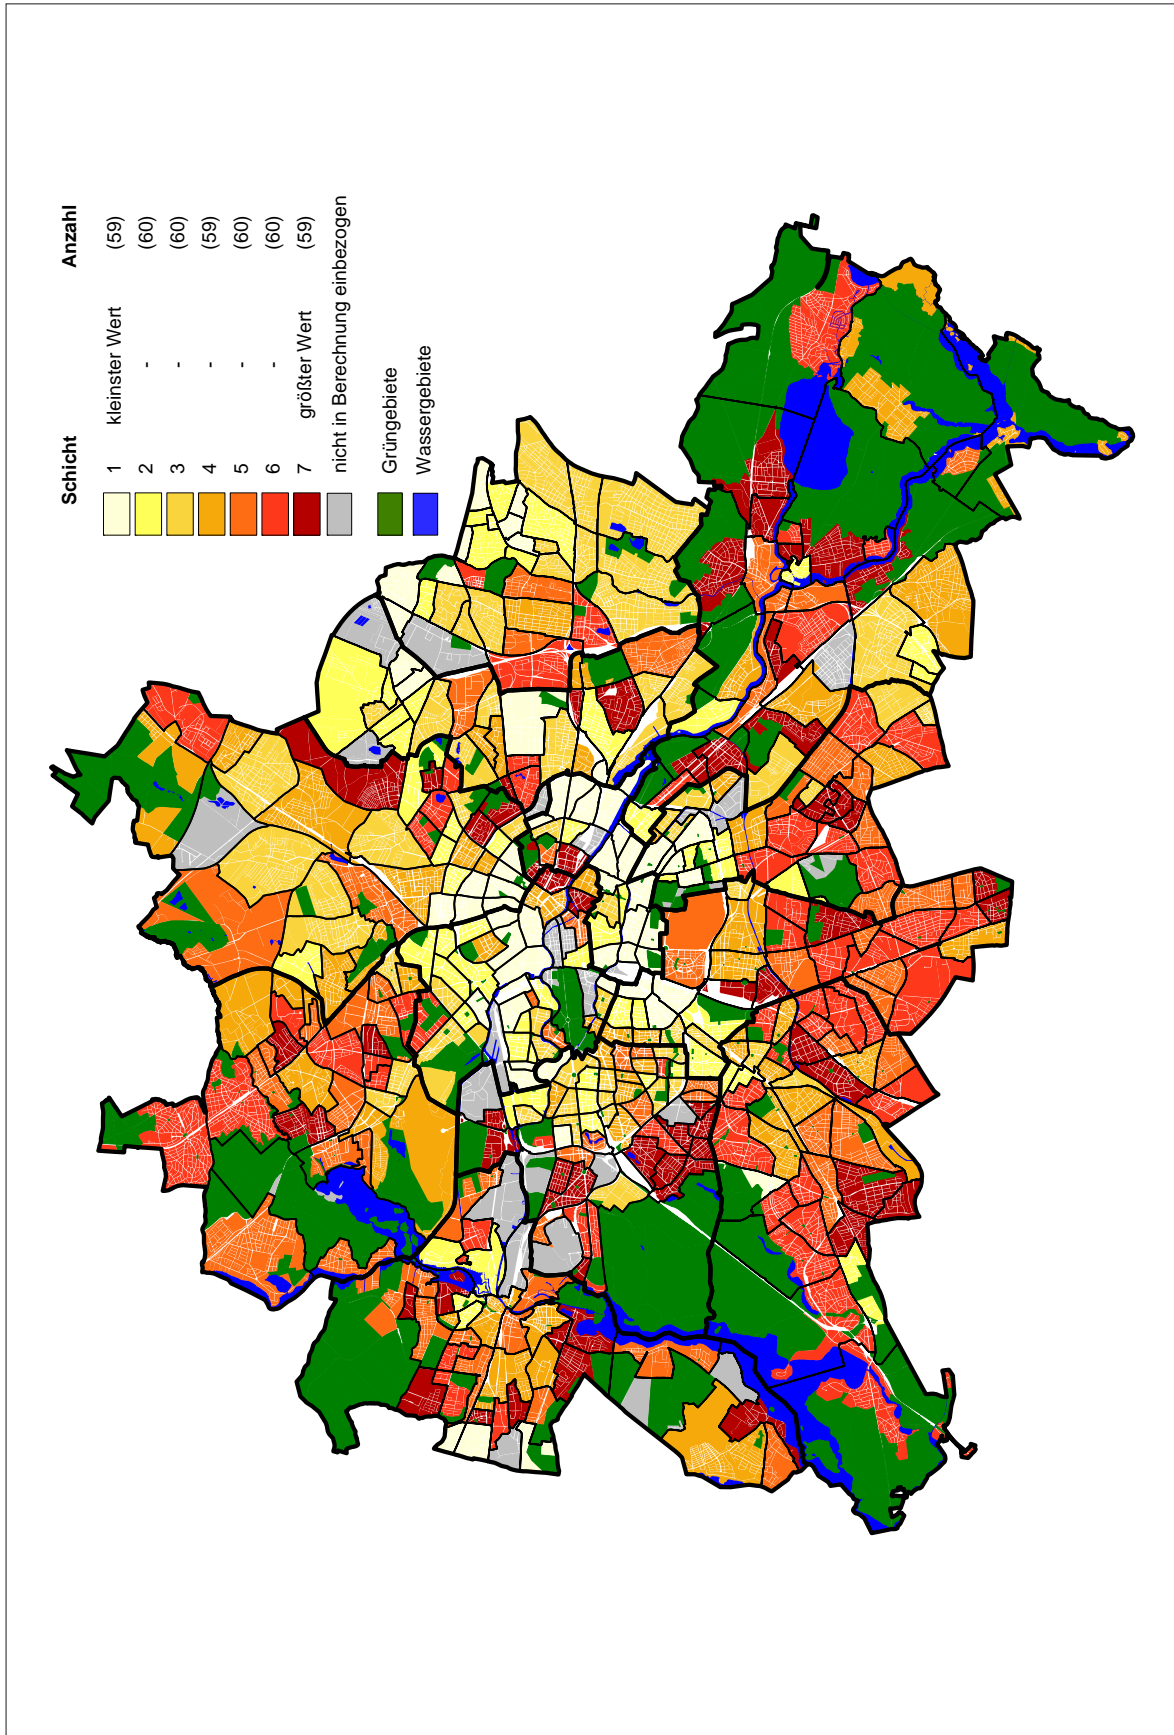 Schicht Anzahl
1 kleinster Wert (59)
2 - (60)
3 - (60)
4 - (59)
5 - (60)
6 - (60)
7 größter Wert (59)
nicht in Berechnung einbezogen
Grüngebiete
Wassergebiete